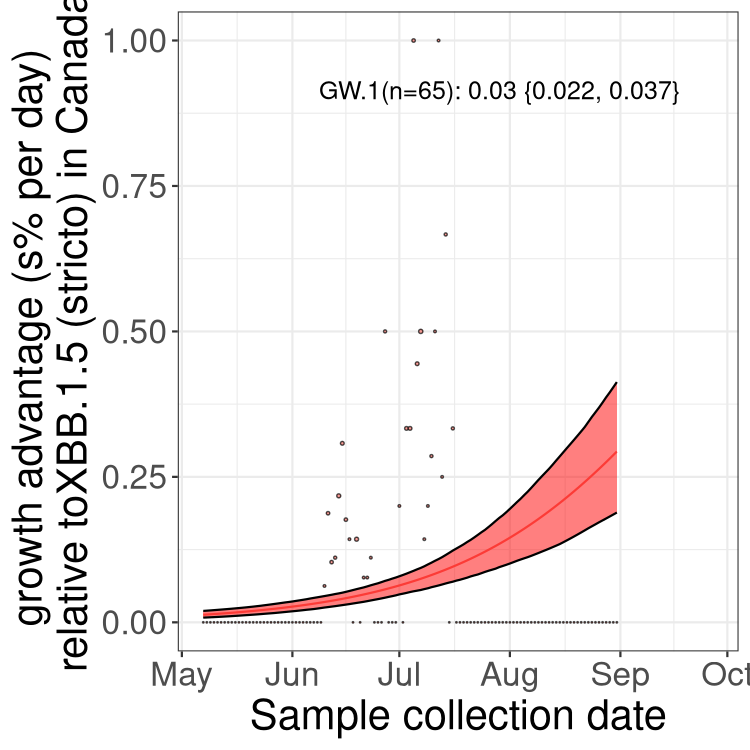 growth advantage (s% per day)
relative toXBB.1.5 (stricto) in Canada
1.00
0.75
0.50
0.25
0.00
GW.1(n=65): 0.03 {0.022, 0.037}
May Jun Jul Aug Sep Oct
Sample collection date